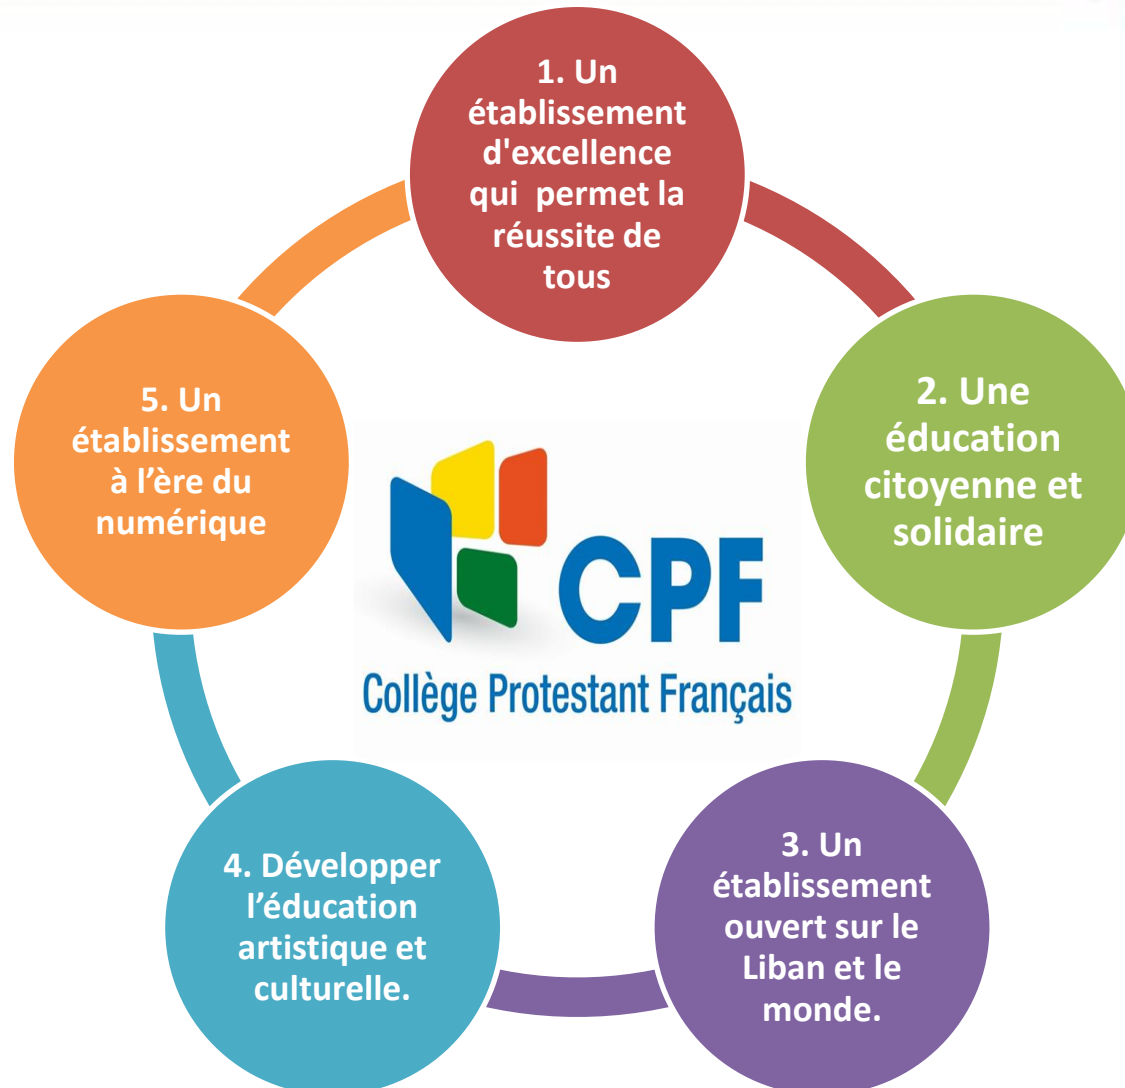 1. Un
établissement
d'excellence
qui  permet la
réussite de
tous
2. Une
éducation
citoyenne et
solidaire
3. Un
établissement
ouvert sur le
Liban et le
monde.
4. Développer
l’éducation
artistique et
culturelle.
5. Un
établissement
à l’ère du
numérique
CPF
Collège Protestant Français